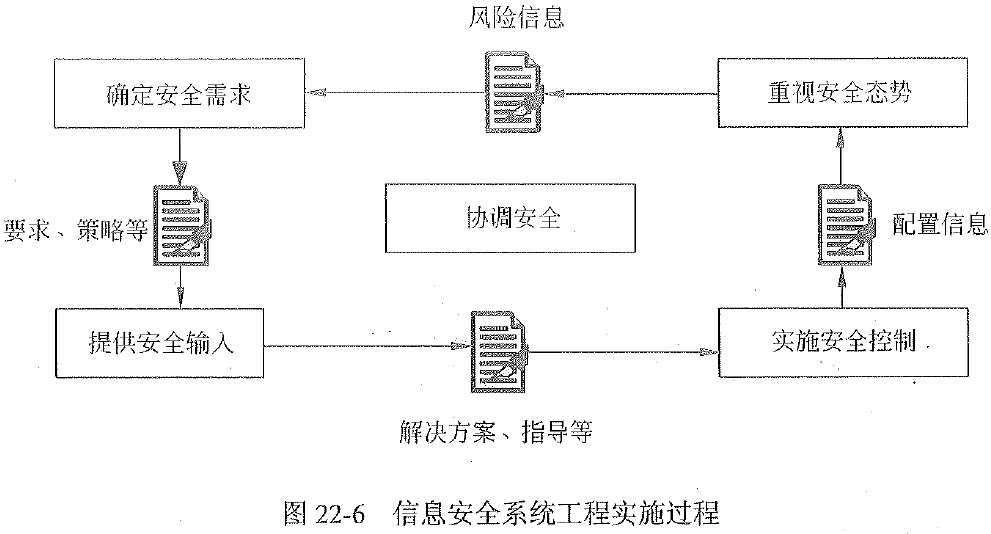 风险信息
确定安全需求
重视安全态势
协调安全
要求、策略等
配置信息
提供安全输入
实施安全控制
解决方案、指导等
图 22-6 信息安全系统工程实施过程